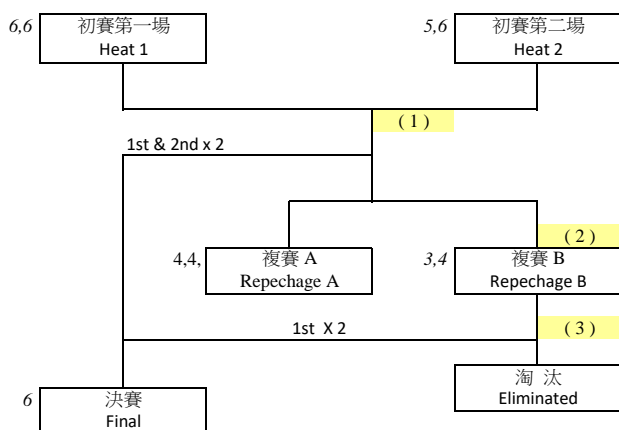 6,6
初賽第一場
Heat 1
5,6
初賽第二場
Heat 2
( 1 )
1st & 2nd x 2
( 2 )
4,4,
複賽 A
Repechage A
3,4
複賽 B
Repechage B
1st X 2
( 3 )
6
決賽
Final
淘 汰
Eliminated